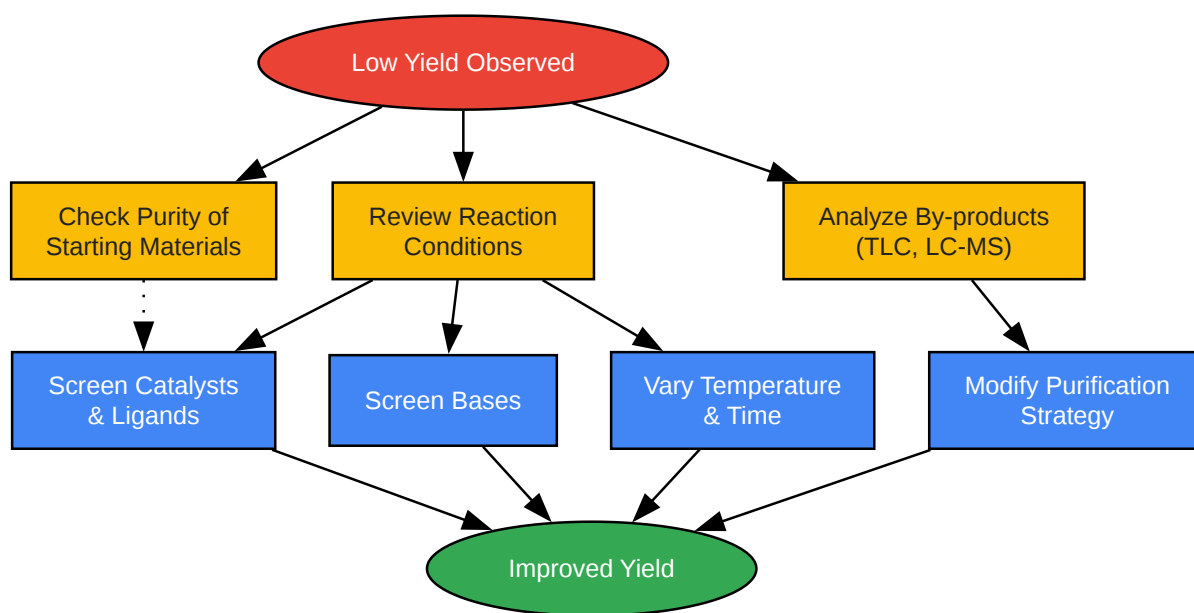 Low Yield Observed
Check Purity of
Starting Materials
Review Reaction
Conditions
Analyze By-products
(TLC, LC-MS)
Screen Catalysts
& Ligands
Screen Bases
Vary Temperature
& Time
Modify Purification
Strategy
Improved Yield